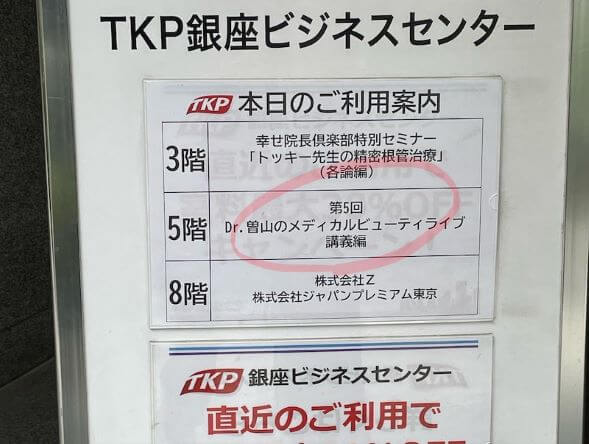 TKP銀座ビジネスセンター
TKP 本日のご利用案内
3階
幸せ院長倶楽部特別セミナー
「トッキー先生の精密根管治療」
(各論編)
5階
第5回
Dr.曽山のメディカルビューティライブ
講義編
8階
株式会社Z
株式会社ジャパンプレミアム東京
TKP 銀座ビジネスセンター
直近のご利用で